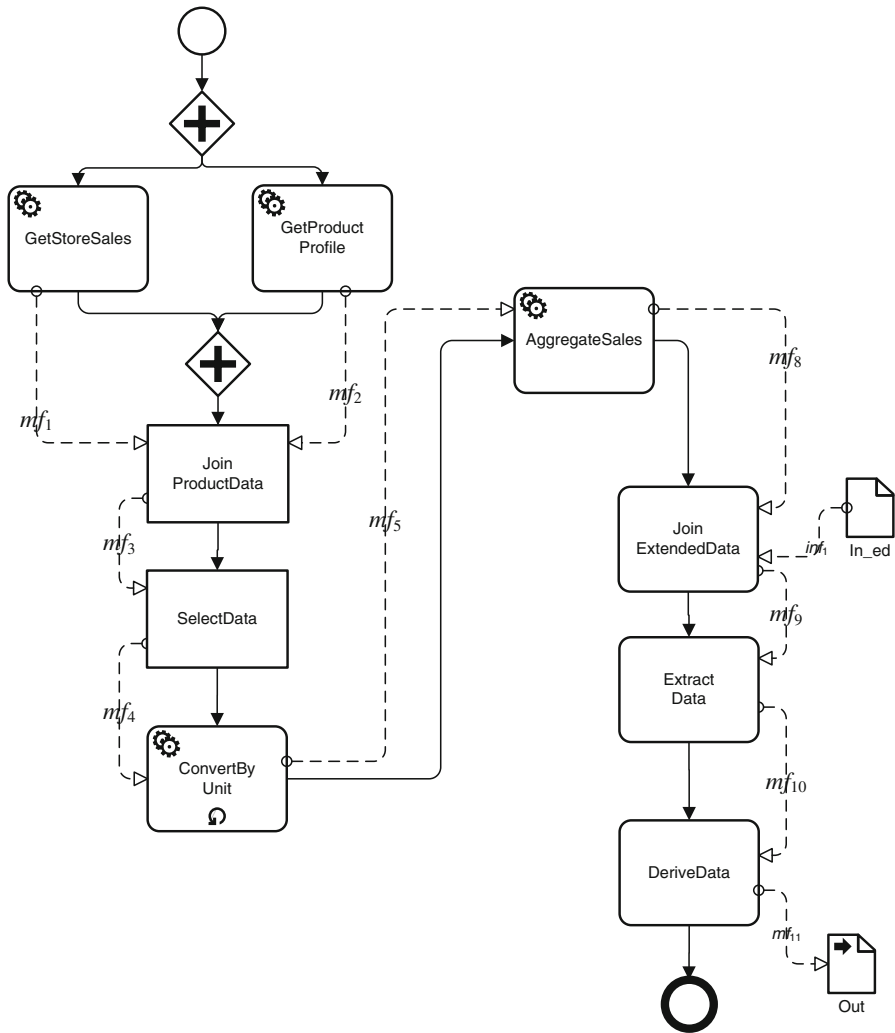 GetStoreSales
GetProduct
Profile
mf1
mf2
Join
ProductData
mf3
SelectData
mf4
ConvertBy
Unit
mf5
AggregateSales
mf8
Join
ExtendedData
inf1
In_ed
mf9
Extract
Data
mf10
DeriveData
mf11
Out